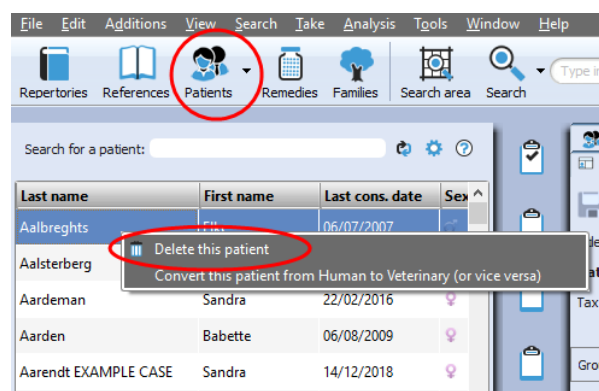 File Edit Additions View Search Take Analysis Tools Window Help
Repertories References Patients Remedies Families Search area Search Type in
Search for a patient:
Last name First name Last cons. date Sex
Aalbreghts 06/07/2007
Delete this patient
Aalsterberg
Convert this patient from Human to Veterinary (or vice versa)
Aardeman Sandra 22/02/2016
Tax
Aarden Babette 06/08/2009
Aarendt EXAMPLE CASE Sandra 14/12/2018
Gro